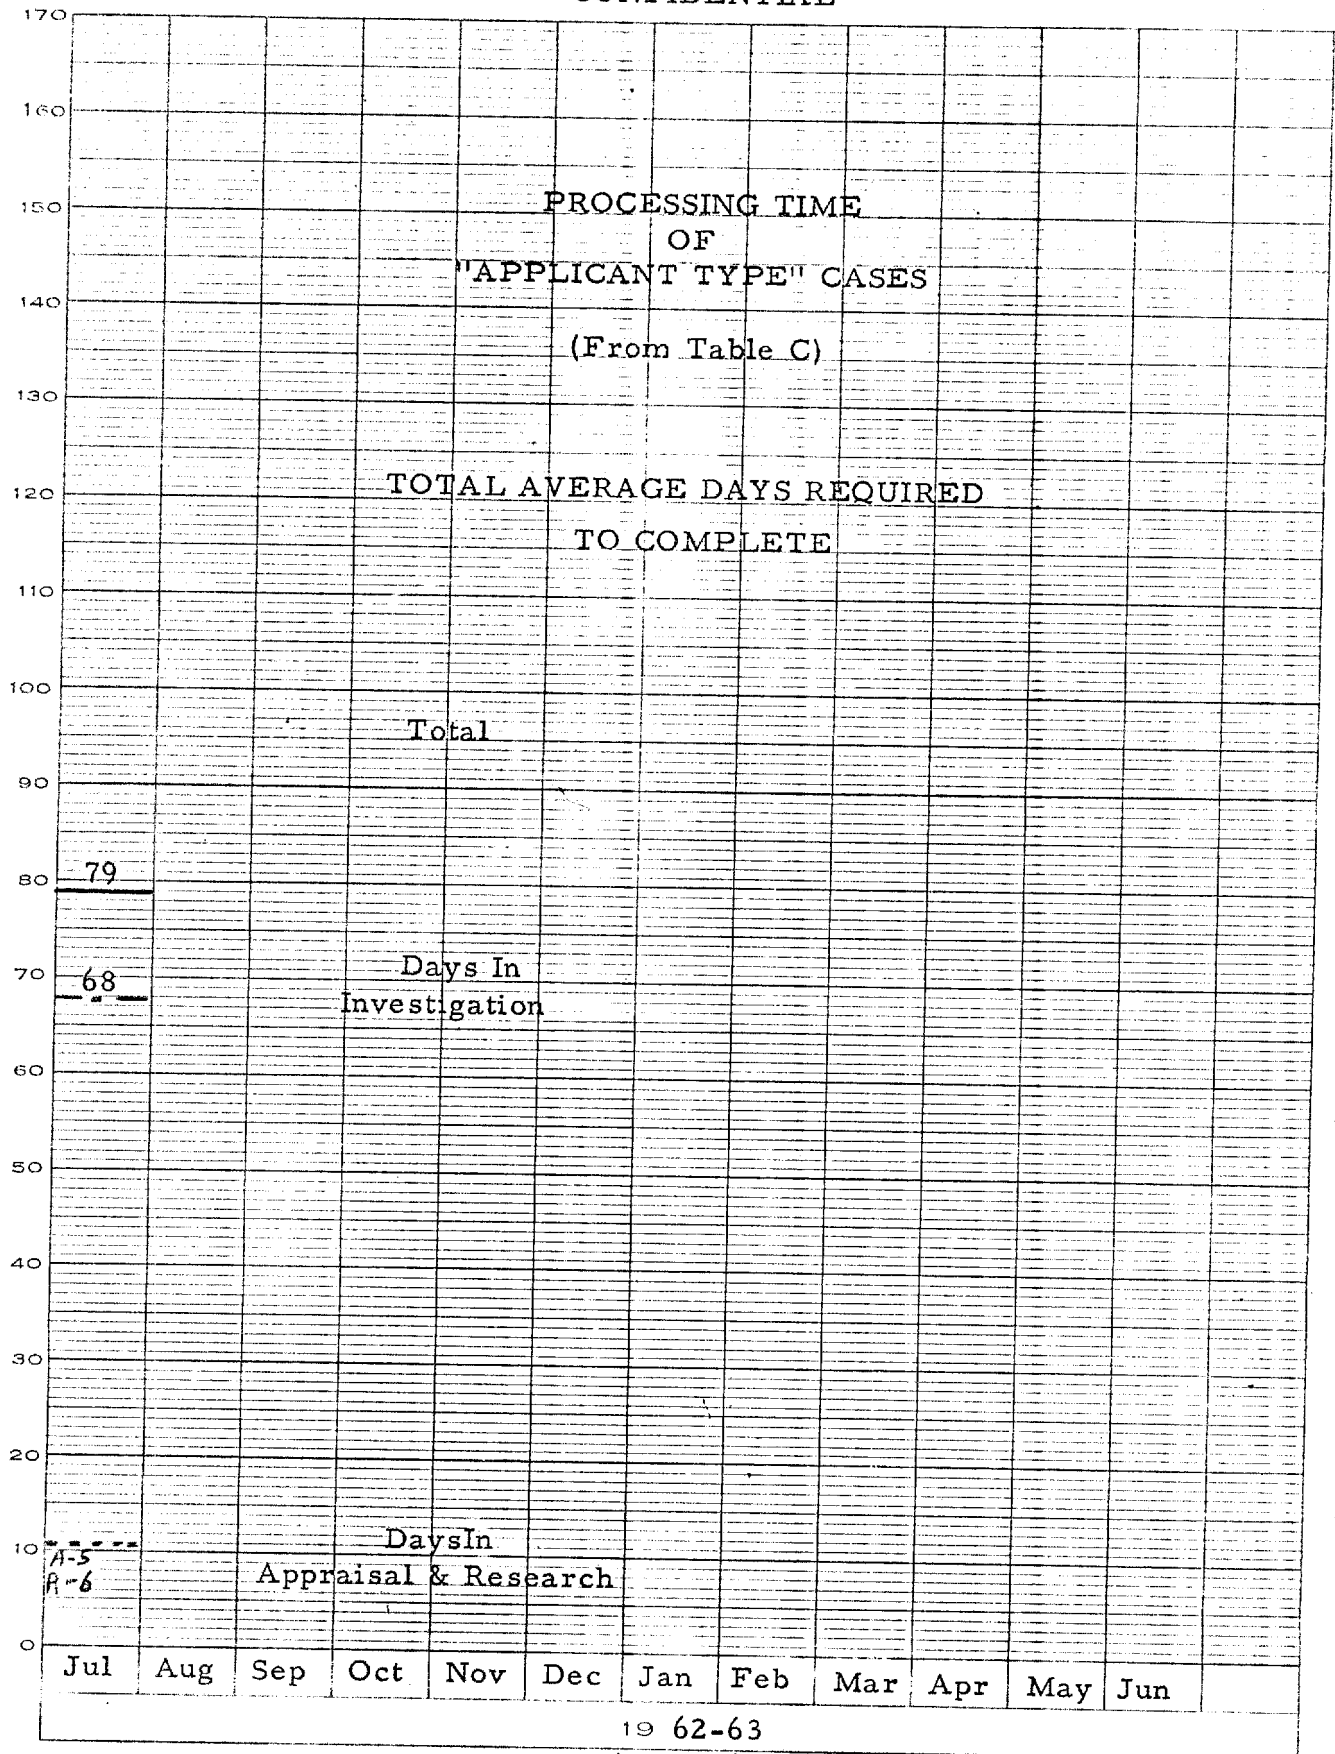 CONFIDENTIAL
170
160
150
140
130
120
110
100
90
80
70
60
50
40
30
20
10
0
PROCESSING TIME
OF
"APPLICANT TYPE" CASES
(From Table C)
TOTAL AVERAGE DAYS REQUIRED
TO COMPLETE
Total
79
Days In
Investigation
68
DaysIn
Appraisal & Research
A-5
R-6
Jul Aug Sep Oct Nov Dec Jan Feb Mar Apr May Jun
19 62-63